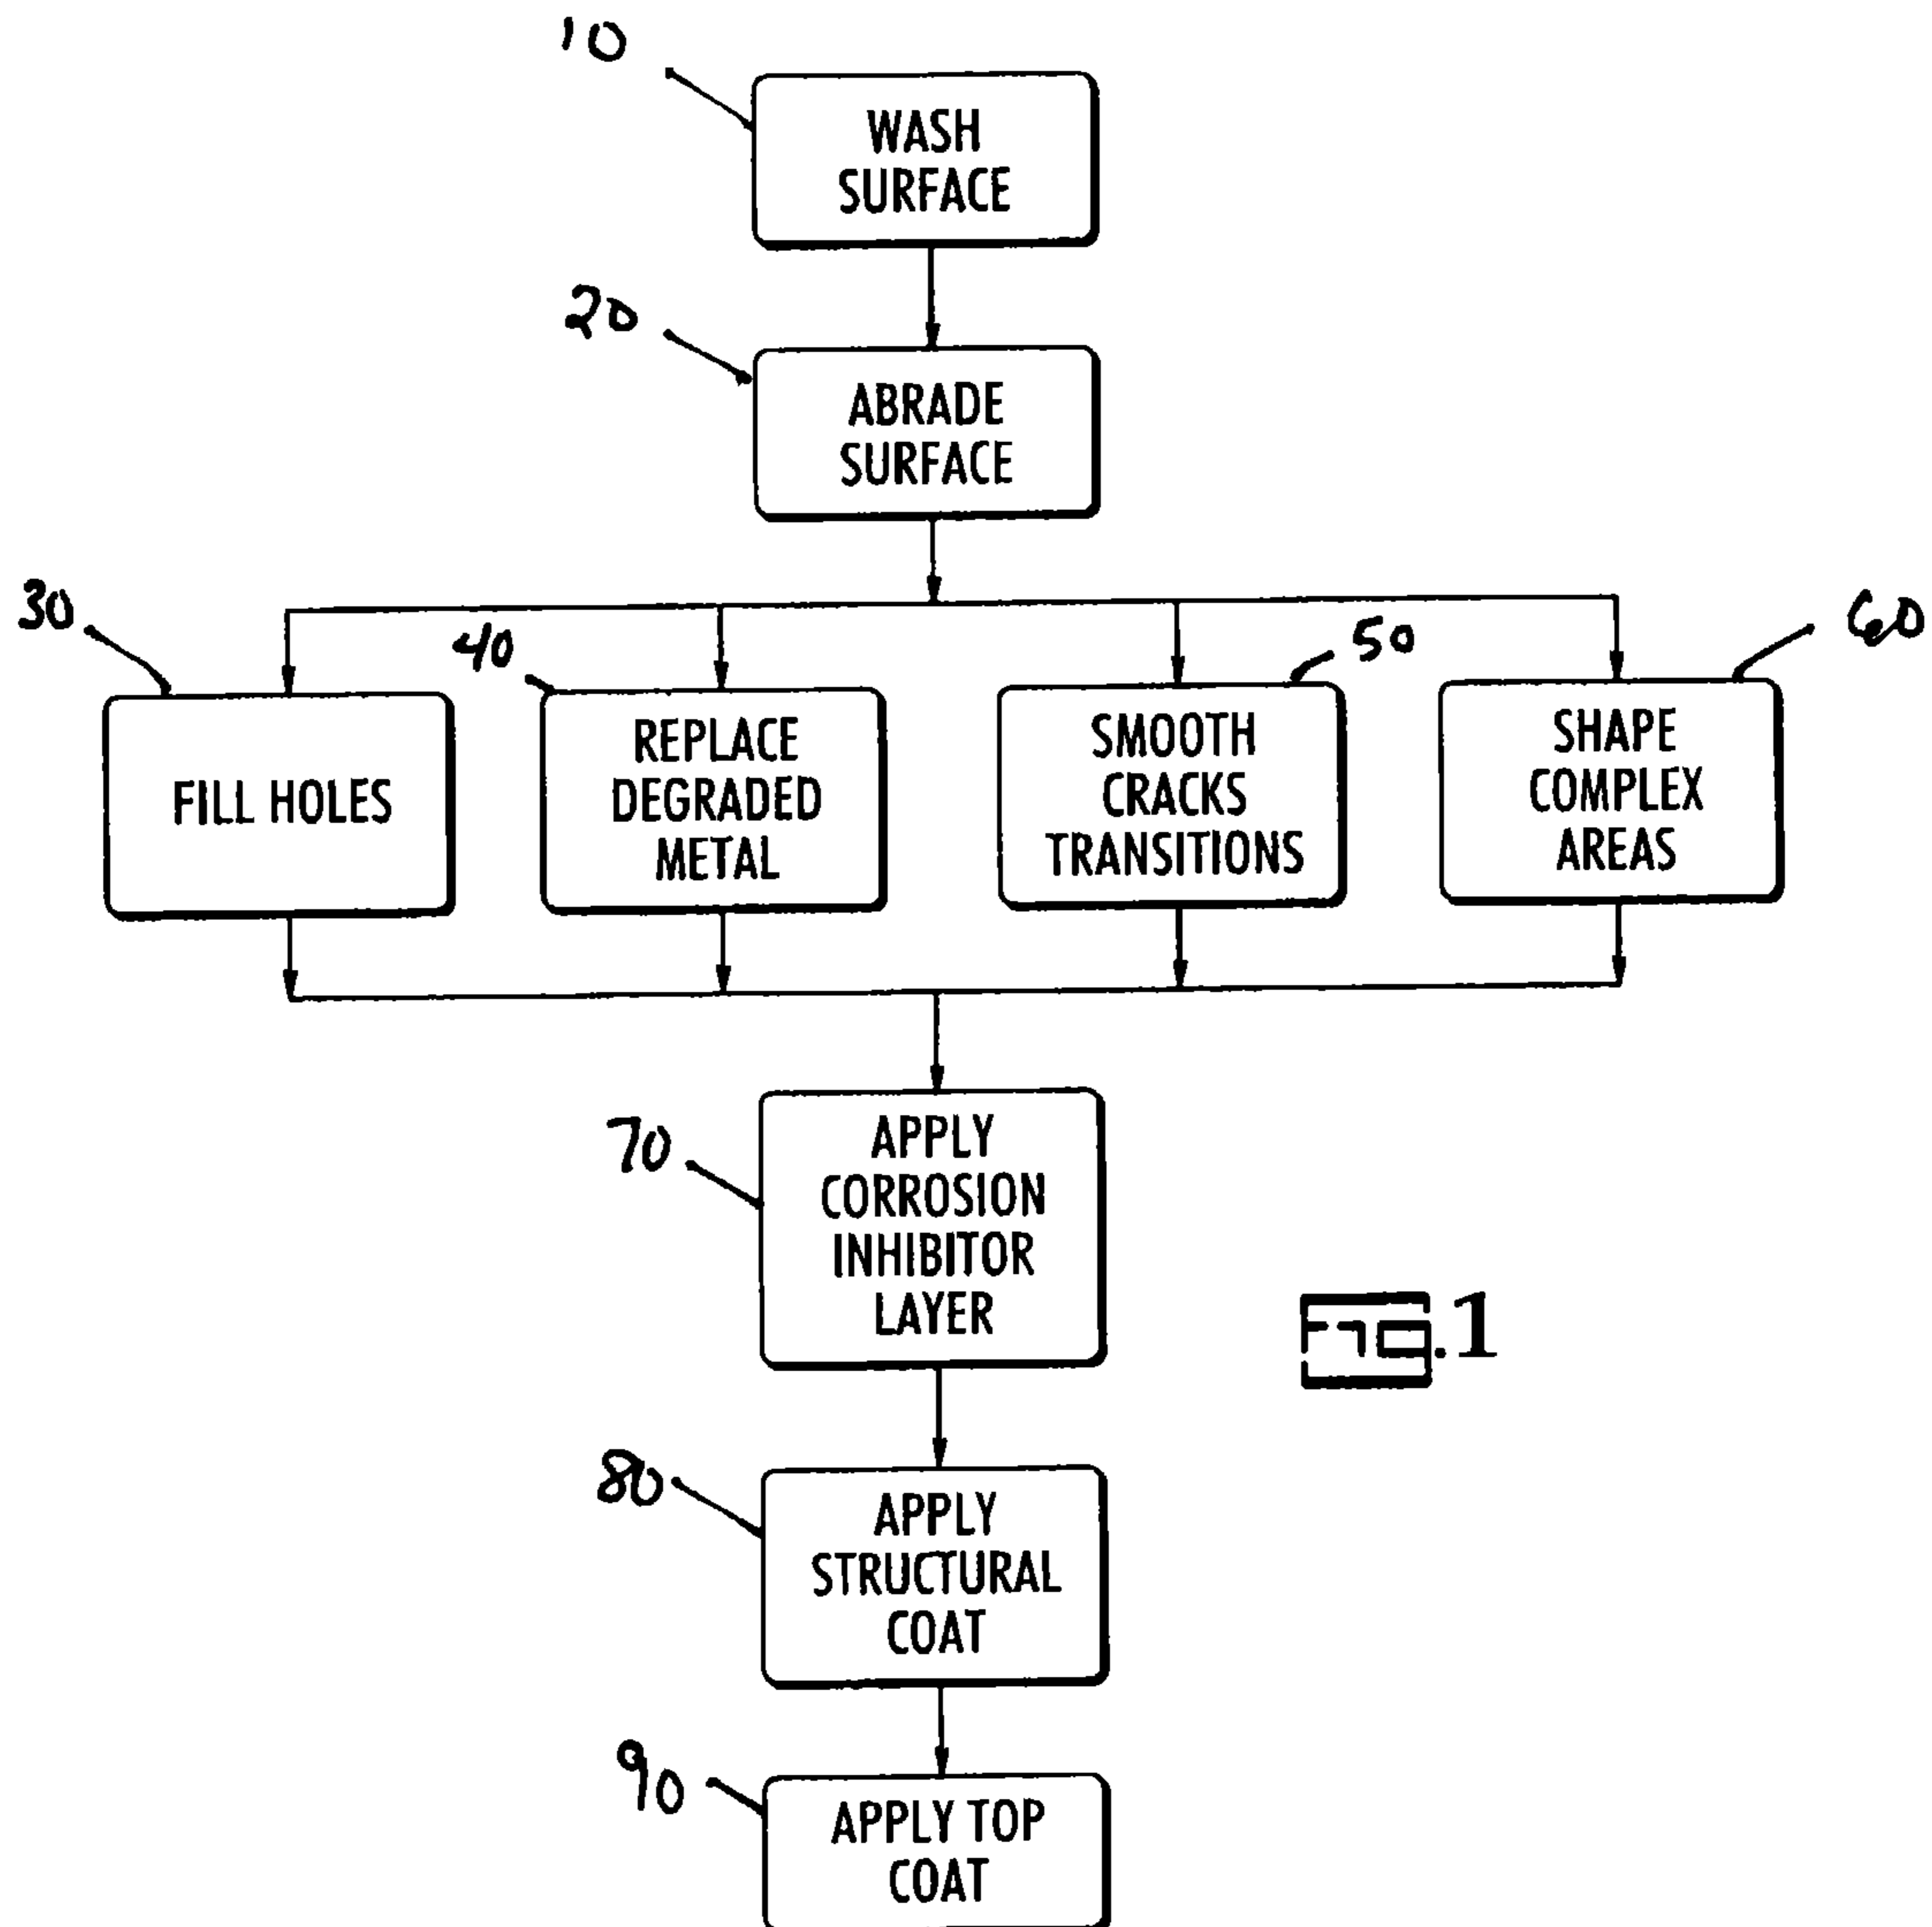 10
WASH
SURFACE
20
ABRADE
SURFACE
30
40
50
60
FILL HOLES
REPLACE
DEGRADED
METAL
SMOOTH
CRACKS
TRANSITIONS
SHAPE
COMPLEX
AREAS
70
APPLY
CORROSION
INHIBITOR
LAYER
FIG.1
80
APPLY
STRUCTURAL
COAT
90
APPLY TOP
COAT